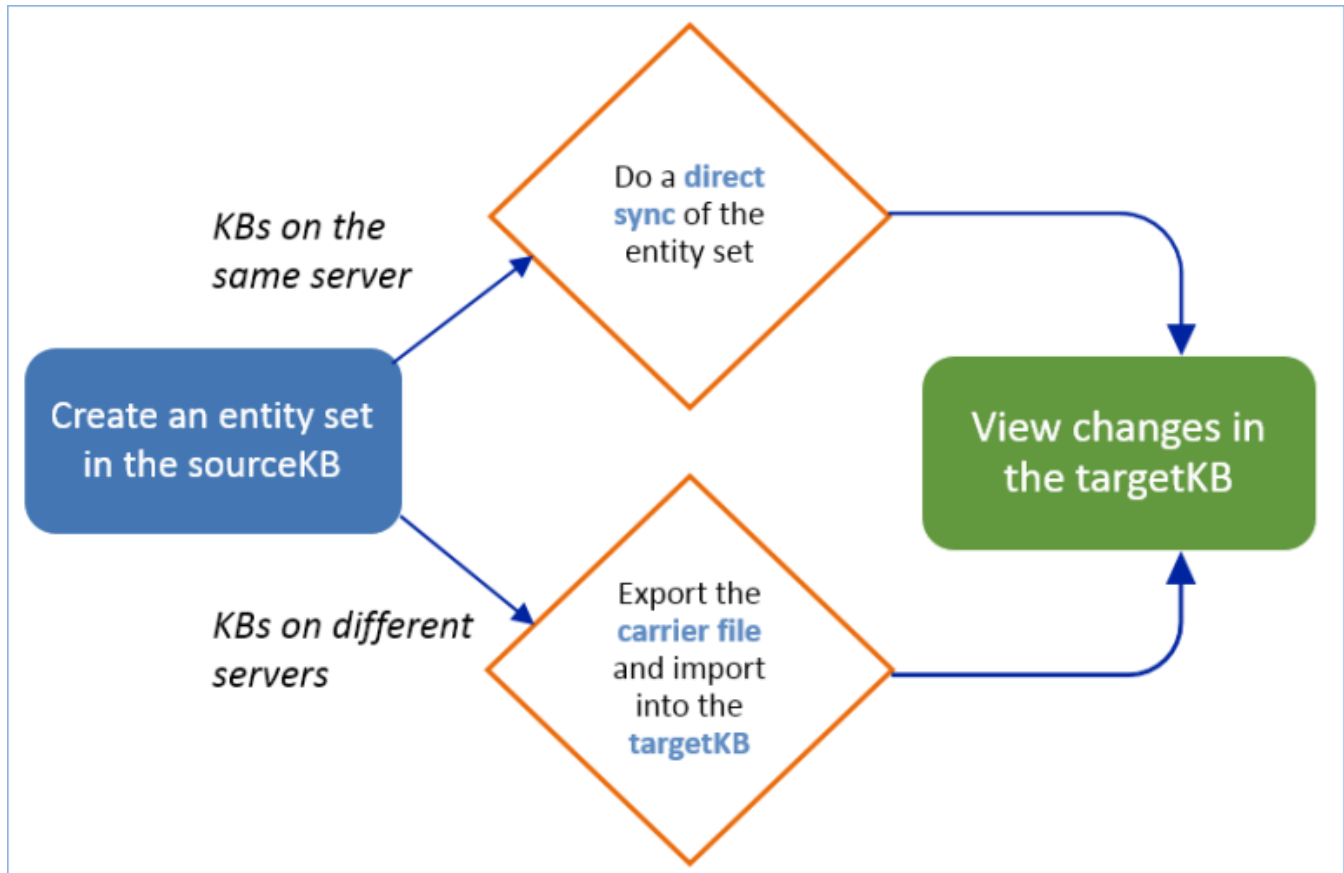 KBs on the
same server
Do a direct
sync of the
entity set
Create an entity set
in the sourceKB
View changes in
the targetKB
KBs on different
servers
Export the
carrier file
and import
into the
targetKB